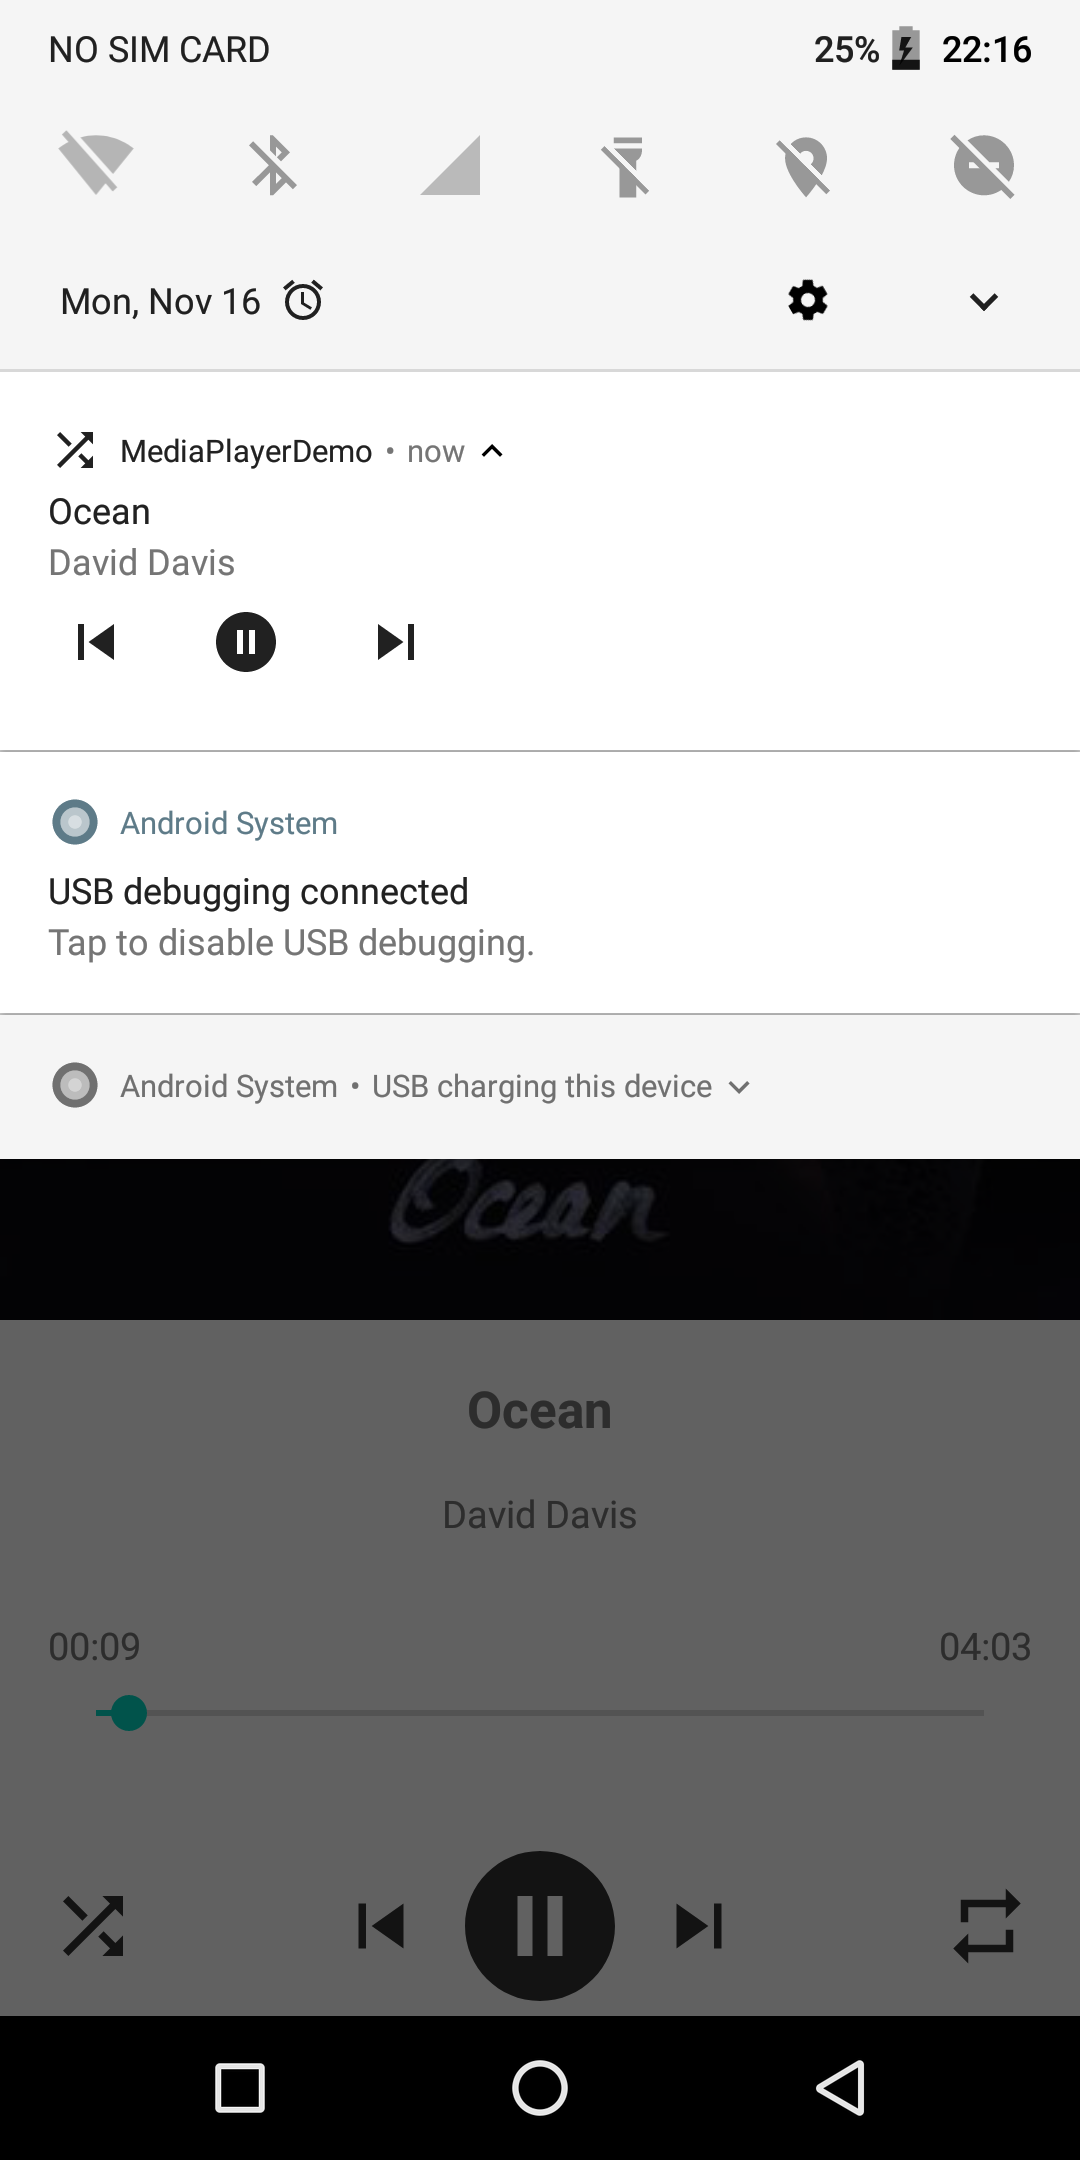 NO SIM CARD 25% 22:16
Mon, Nov 16
MediaPlayerDemo • now
Ocean
David Davis
Android System
USB debugging connected
Tap to disable USB debugging.
Android System • USB charging this device
Ocean
Ocean
David Davis
00:09 04:03